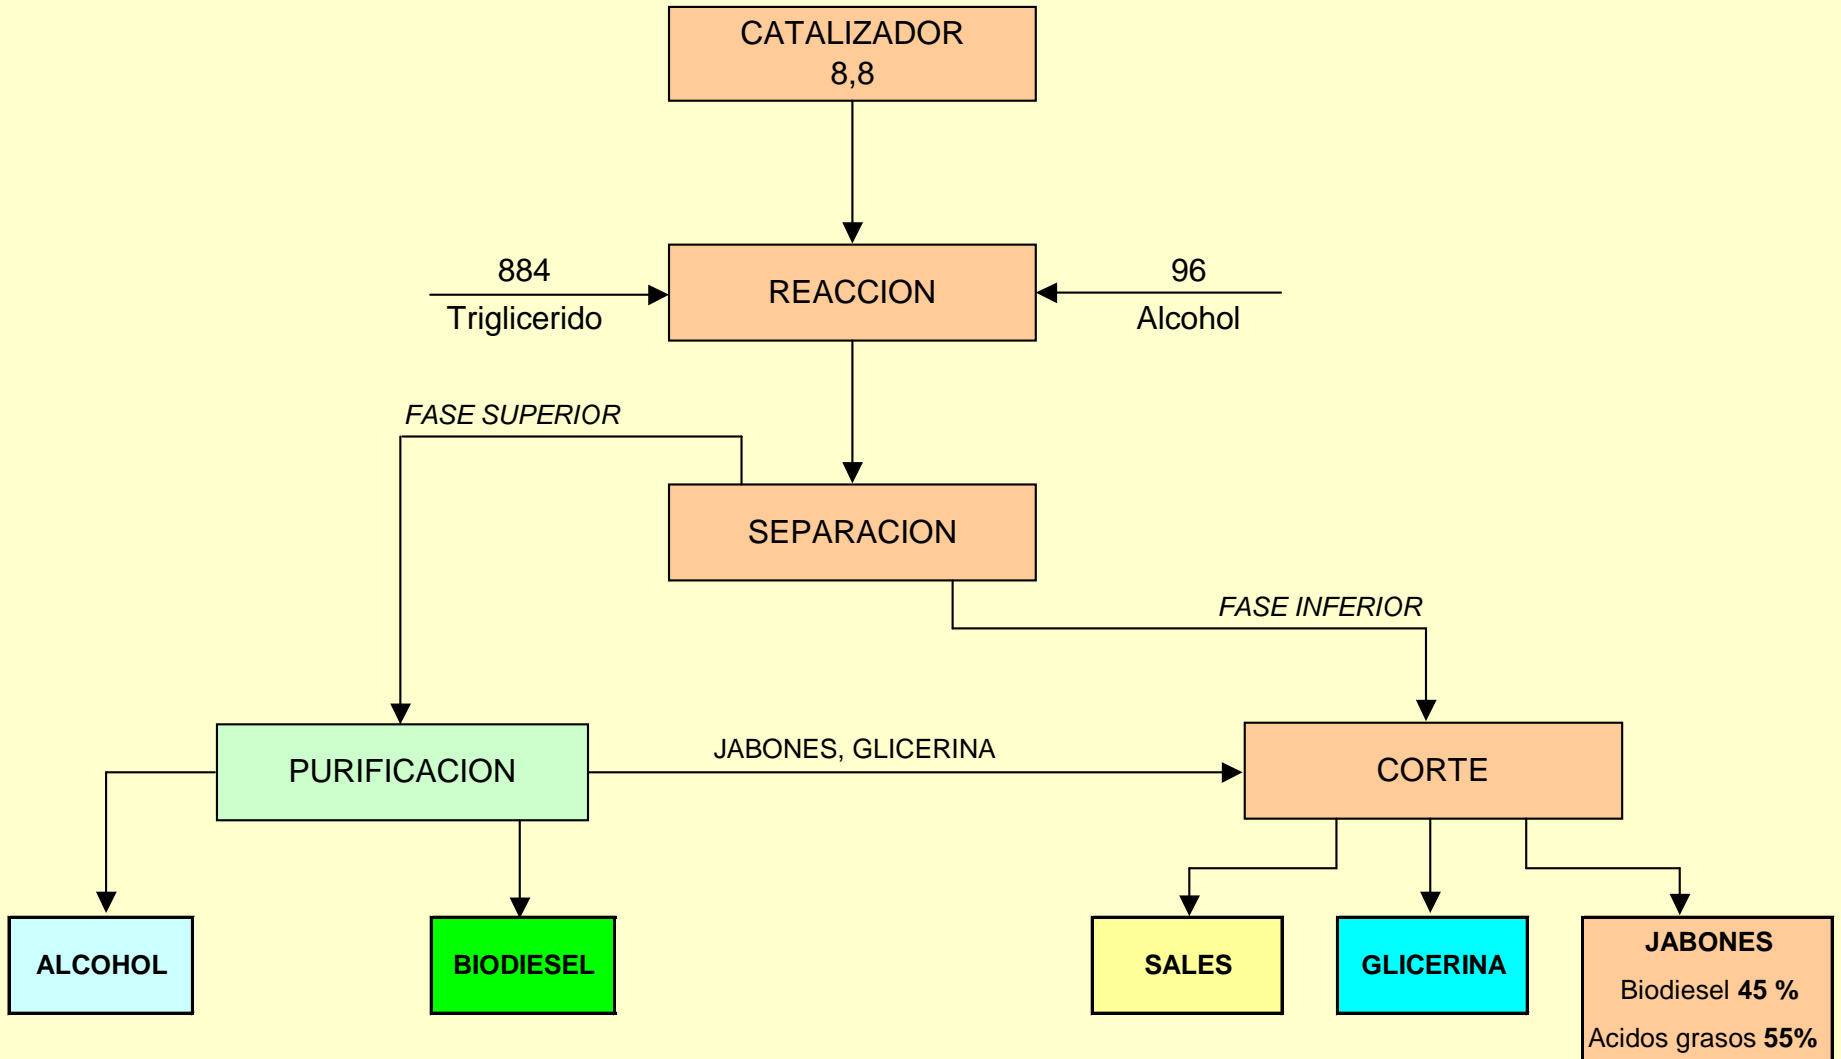 CATALIZADOR
8,8
884
Triglicerido
REACCION
96
Alcohol
FASE SUPERIOR
SEPARACION
FASE INFERIOR
PURIFICACION
JABONES, GLICERINA
CORTE
ALCOHOL
BIODIESEL
SALES
GLICERINA
JABONES
Biodiesel 45 %
Acidos grasos 55%